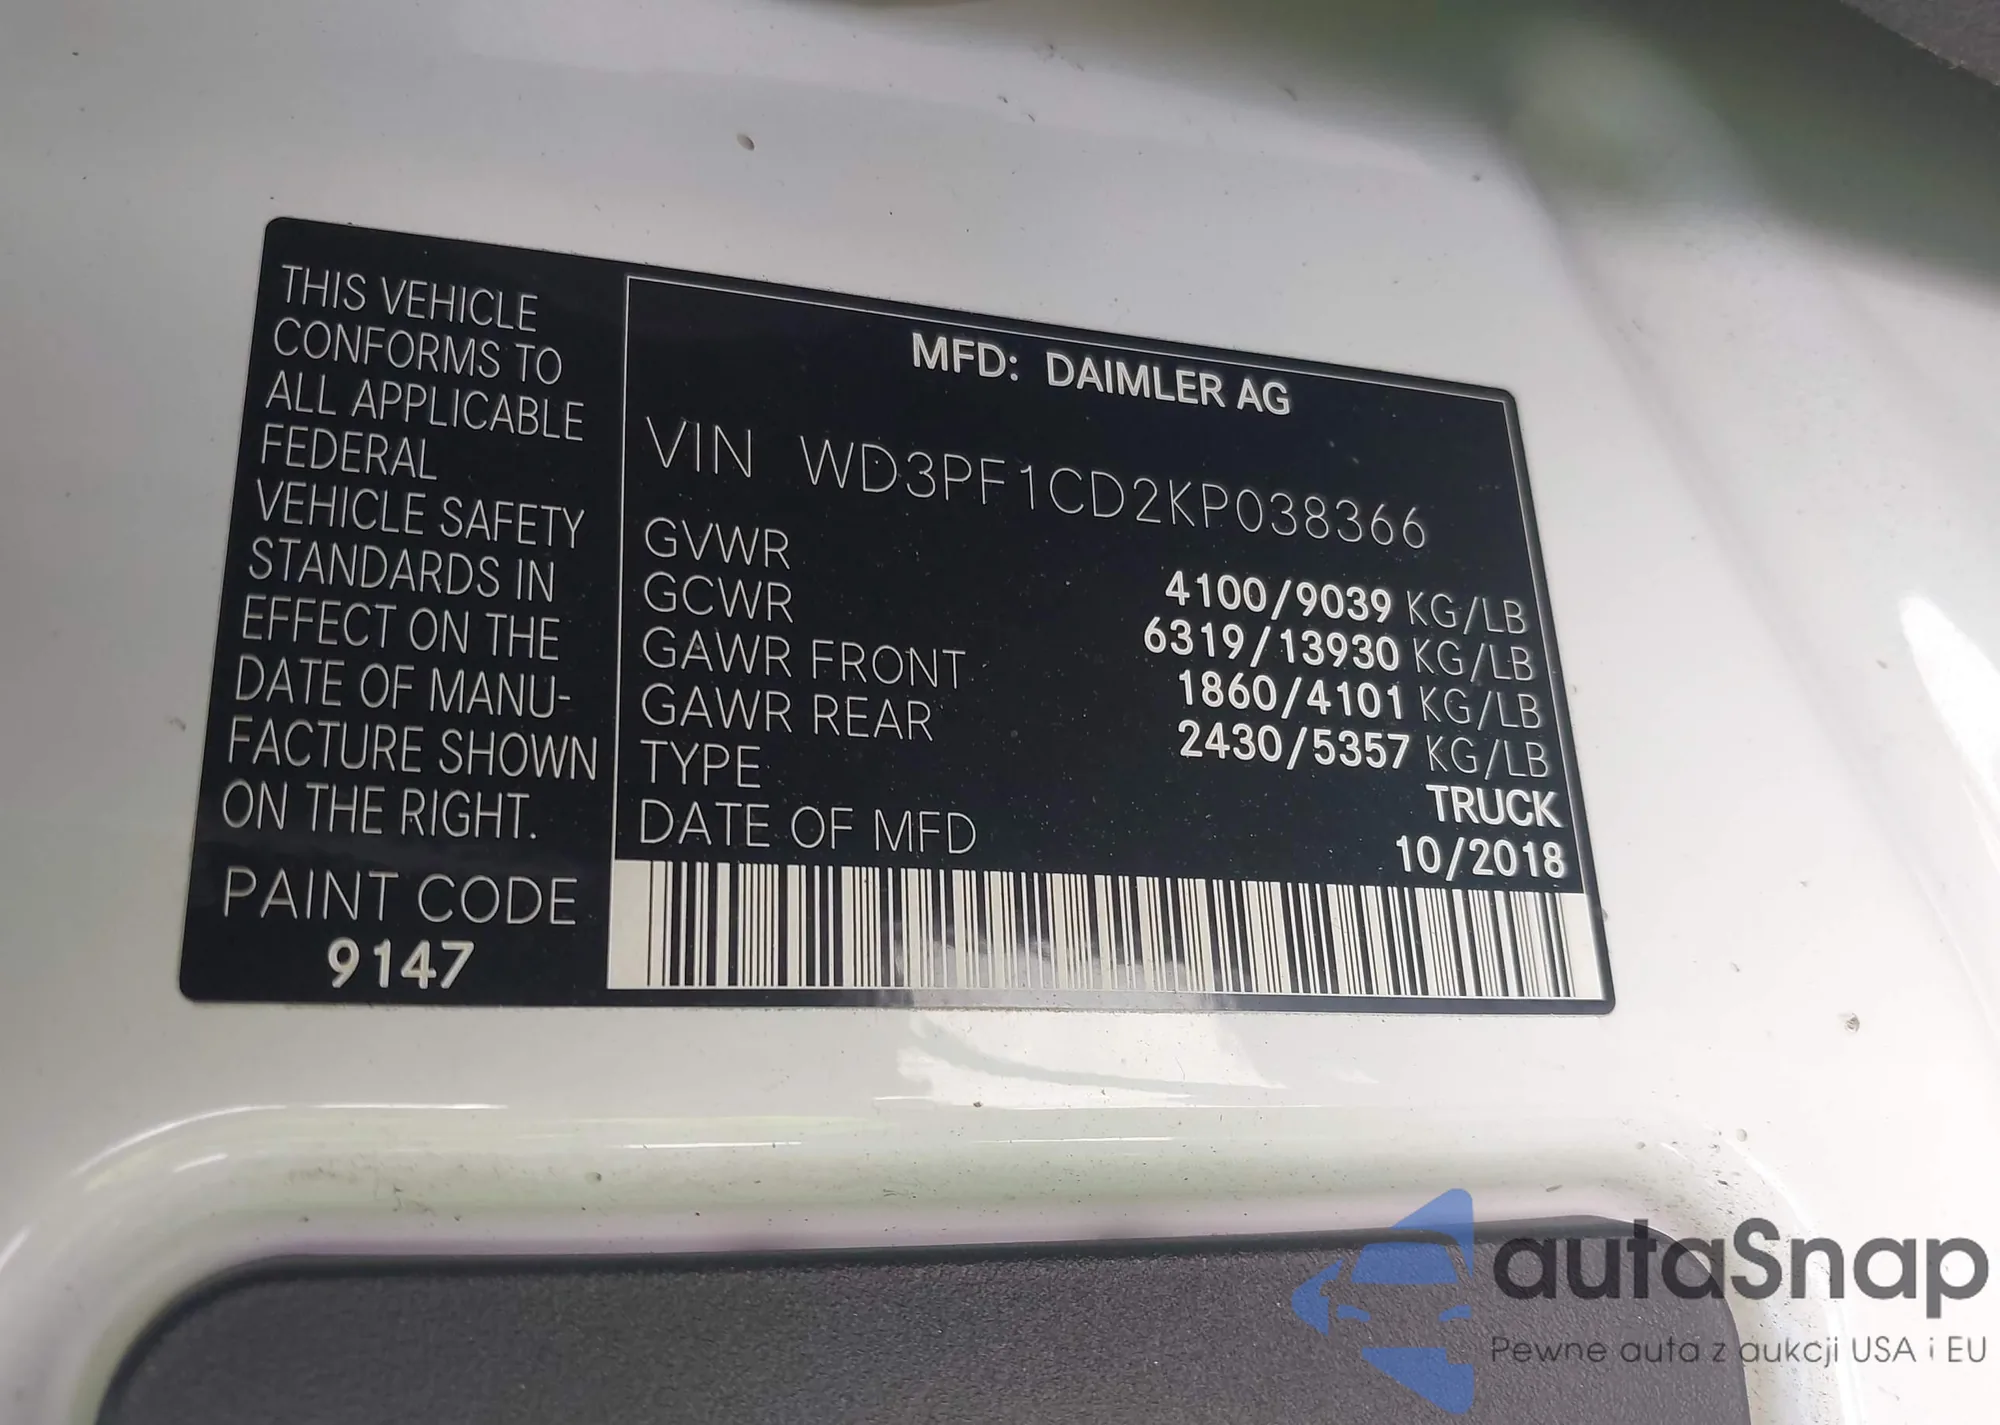 THIS VEHICLE
CONFORMS TO
ALL APPLICABLE
FEDERAL
VEHICLE SAFETY
STANDARDS IN
EFFECT ON THE
DATE OF MANU-
FACTURE SHOWN
ON THE RIGHT.
PAINT CODE
9147
MFD: DAIMLER AG
VIN WD3PF1CD2KP038366
GVWR 4100/9039 KG/LB
GCWR 6319/13930 KG/LB
GAWR FRONT 1860/4101 KG/LB
GAWR REAR 2430/5357 KG/LB
TYPE TRUCK
DATE OF MFD 10/2018
autaSnap
Pewne auta z aukcji USA i EU